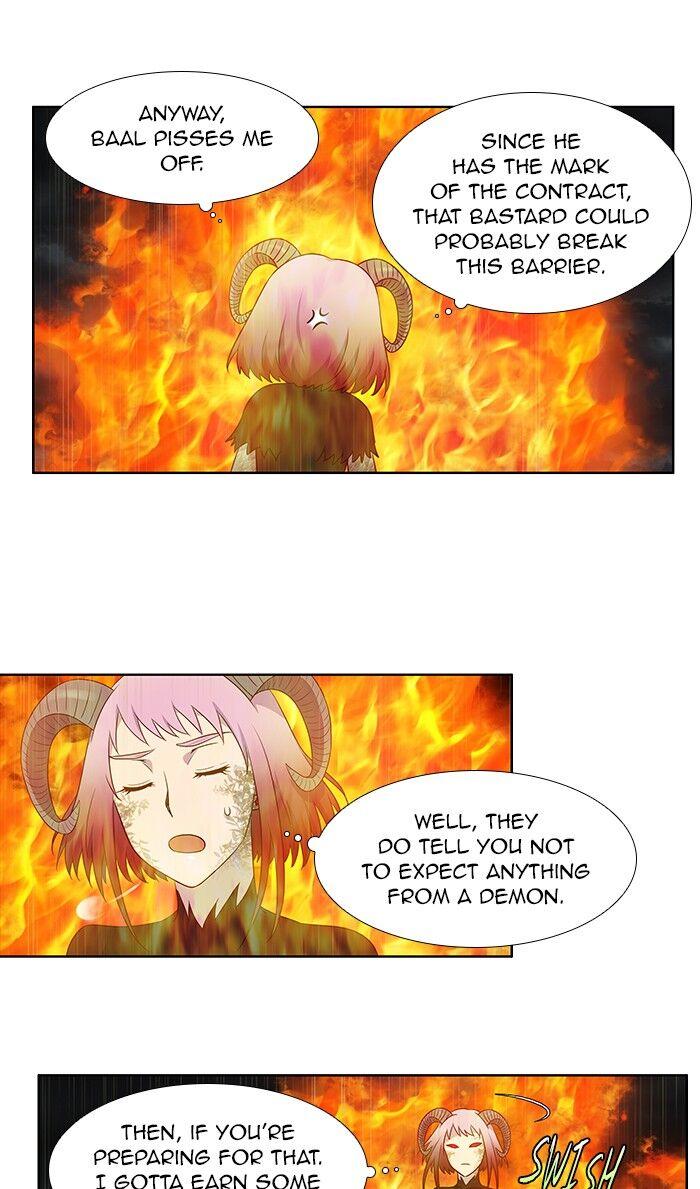 ANYWAY,
BAAL PISSES ME
OFF.
SINCE HE
HAS THE MARK
OF THE CONTRACT,
THAT BASTARD COULD
PROBABLY BREAK
THIS BARRIER.
WELL, THEY
DO TELL YOU NOT
TO EXPECT ANYTHING
FROM A DEMON.
THEN, IF YOU'RE
PREPARING FOR THAT.
I GOTTA EARN SOME
SWISH